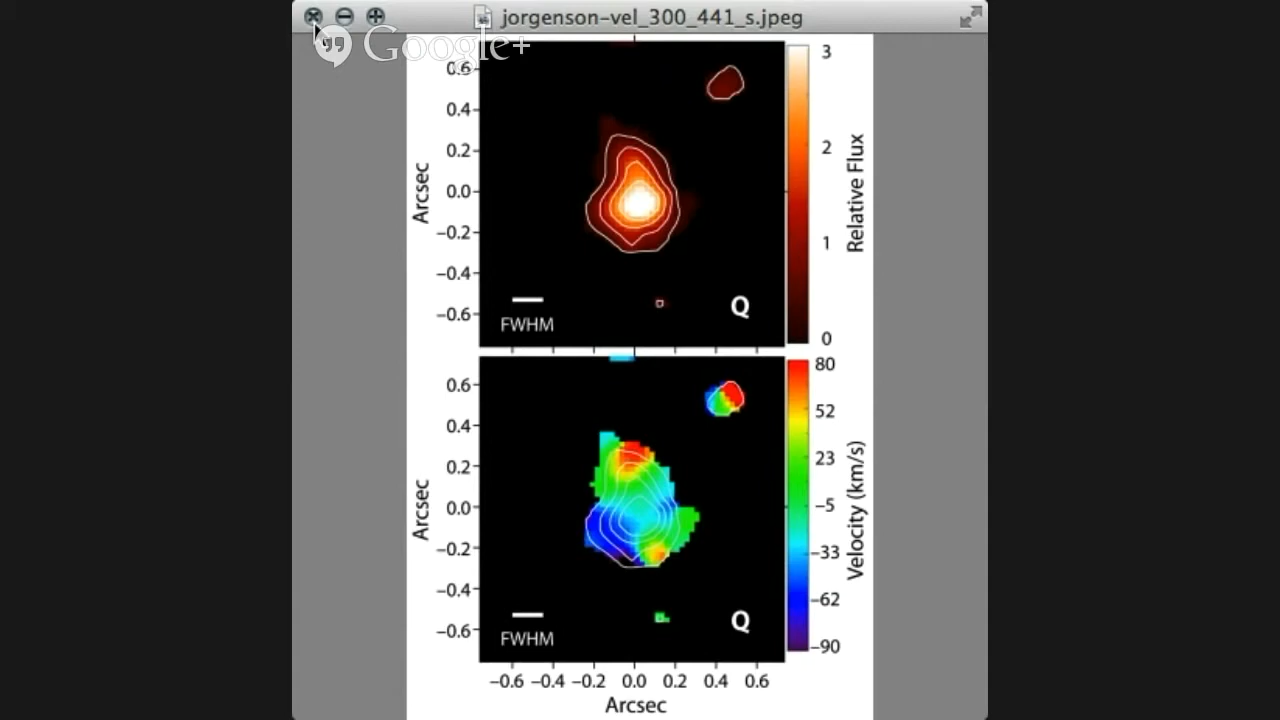 jorgenson-vel_300_441_s.jpeg
Google+
0.6
0.4
0.2
0.0
−0.2
−0.4
−0.6
Arcsec
FWHM
Q
3
2
1
0
Relative Flux
0.6
0.4
0.2
0.0
−0.2
−0.4
−0.6
Arcsec
FWHM
Q
80
52
23
−5
−33
−62
−90
Velocity (km/s)
−0.6 −0.4 −0.2 0.0 0.2 0.4 0.6
Arcsec